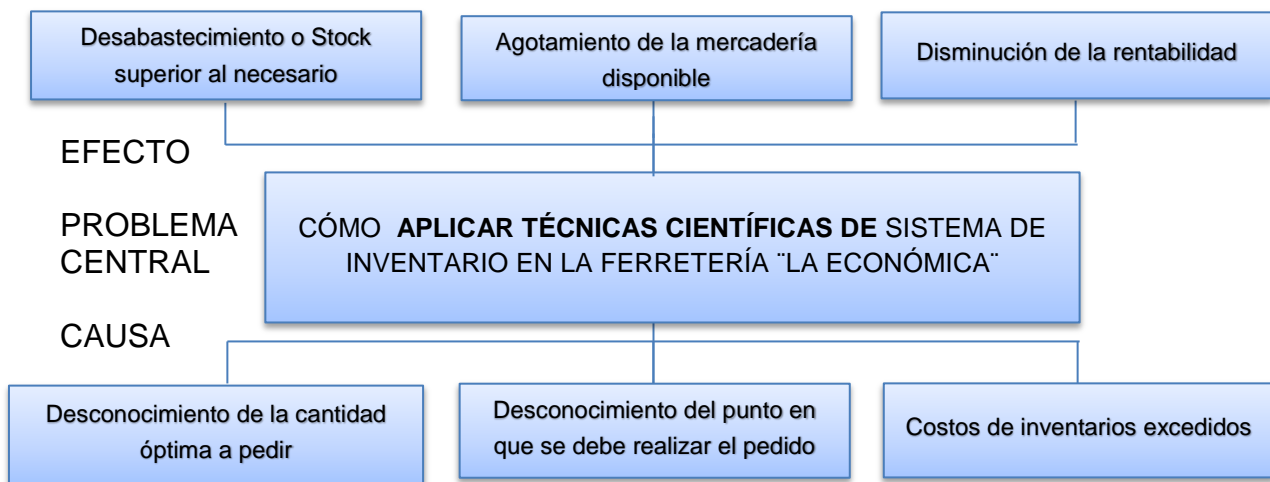 Desabastecimiento o Stock
superior al necesario
Agotamiento de la mercadería
disponible
Disminución de la rentabilidad
EFECTO
PROBLEMA
CENTRAL
CÓMO APLICAR TÉCNICAS CIENTÍFICAS DE SISTEMA DE
INVENTARIO EN LA FERRETERÍA ¨LA ECONÓMICA¨
CAUSA
Desconocimiento de la cantidad
óptima a pedir
Desconocimiento del punto en
que se debe realizar el pedido
Costos de inventarios excedidos